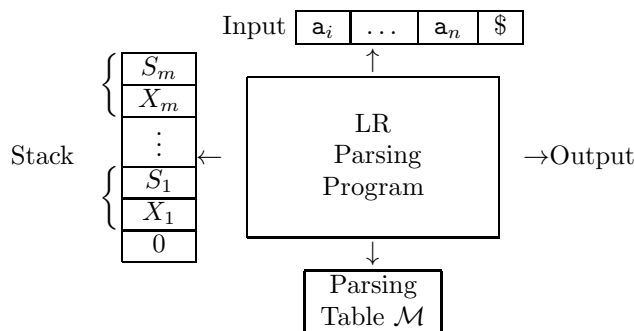 Input a_i … a_n $
S_m
X_m
⋮
S_1
X_1
0
Stack ←
LR
Parsing
Program
→Output
↑
↓
Parsing
Table ℳ